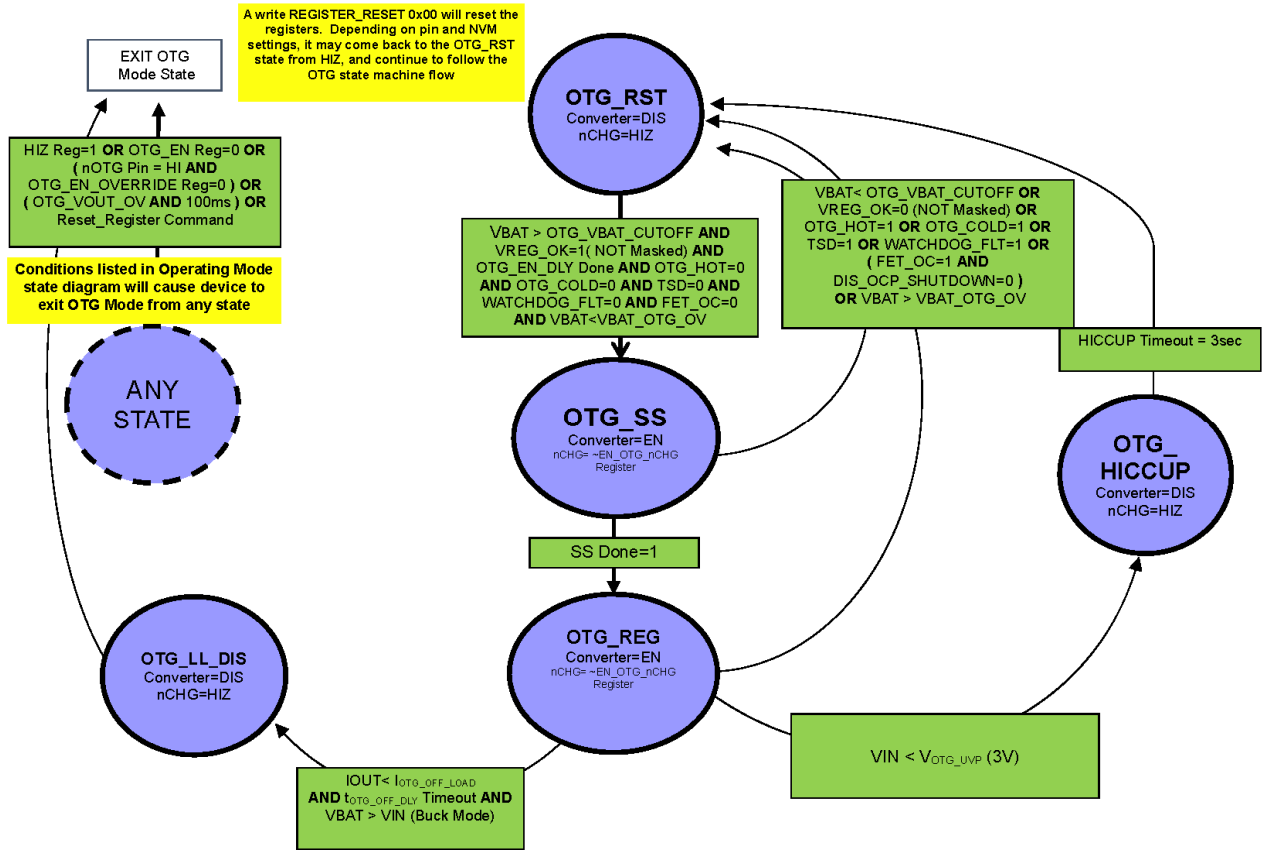 A write REGISTER_RESET 0x00 will reset the
registers. Depending on pin and NVM
settings, it may come back to the OTG_RST
state from HIZ, and continue to follow the
OTG state machine flow
EXIT OTG
Mode State
OTG_RST
Converter=DIS
nCHG=HIZ
HIZ Reg=1 OR OTG_EN Reg=0 OR
( nOTG Pin = HI AND
OTG_EN_OVERRIDE Reg=0 ) OR
( OTG_VOUT_OV AND 100ms ) OR
Reset_Register Command
Conditions listed in Operating Mode
state diagram will cause device to
exit OTG Mode from any state
ANY
STATE
VBAT > OTG_VBAT_CUTOFF AND
VREG_OK=1( NOT Masked) AND
OTG_EN_DLY Done AND OTG_HOT=0
AND OTG_COLD=0 AND TSD=0 AND
WATCHDOG_FLT=0 AND FET_OC=0
AND VBAT<VBAT_OTG_OV
VBAT< OTG_VBAT_CUTOFF OR
VREG_OK=0 (NOT Masked) OR
OTG_HOT=1 OR OTG_COLD=1 OR
TSD=1 OR WATCHDOG_FLT=1 OR
( FET_OC=1 AND
DIS_OCP_SHUTDOWN=0 )
OR VBAT > VBAT_OTG_OV
HICCUP Timeout = 3sec
OTG_SS
Converter=EN
nCHG= ~EN_OTG_nCHG
Register
OTG_
HICCUP
Converter=DIS
nCHG=HIZ
SS Done=1
OTG_REG
Converter=EN
nCHG= ~EN_OTG_nCHG
Register
OTG_LL_DIS
Converter=DIS
nCHG=HIZ
IOUT< IOTG_OFF_LOAD
AND tOTG_OFF_DLY Timeout AND
VBAT > VIN (Buck Mode)
VIN < VOTG_UVP (3V)